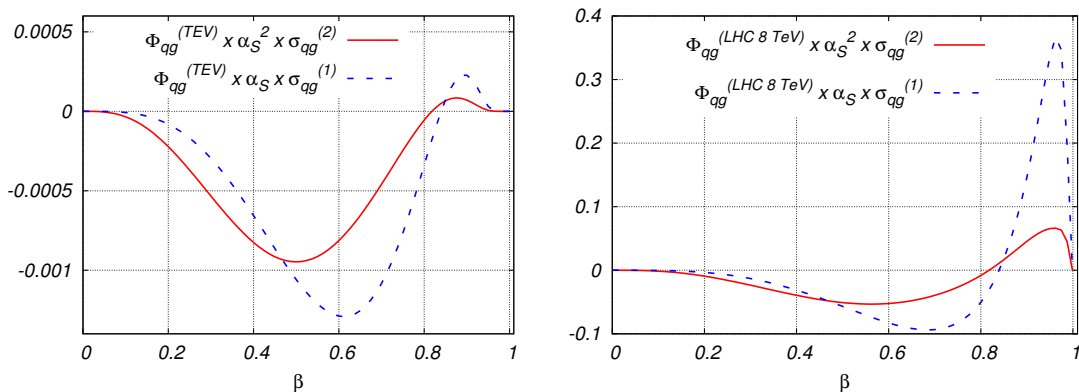 0.0005
0
-0.0005
-0.001
Φqg(TEV) x αS2 x σqg(2)
Φqg(TEV) x αS x σqg(1)
0 0.2 0.4 0.6 0.8 1
β
0.4
0.3
0.2
0.1
0
-0.1
Φqg(LHC 8 TeV) x αS2 x σqg(2)
Φqg(LHC 8 TeV) x αS x σqg(1)
0 0.2 0.4 0.6 0.8 1
β